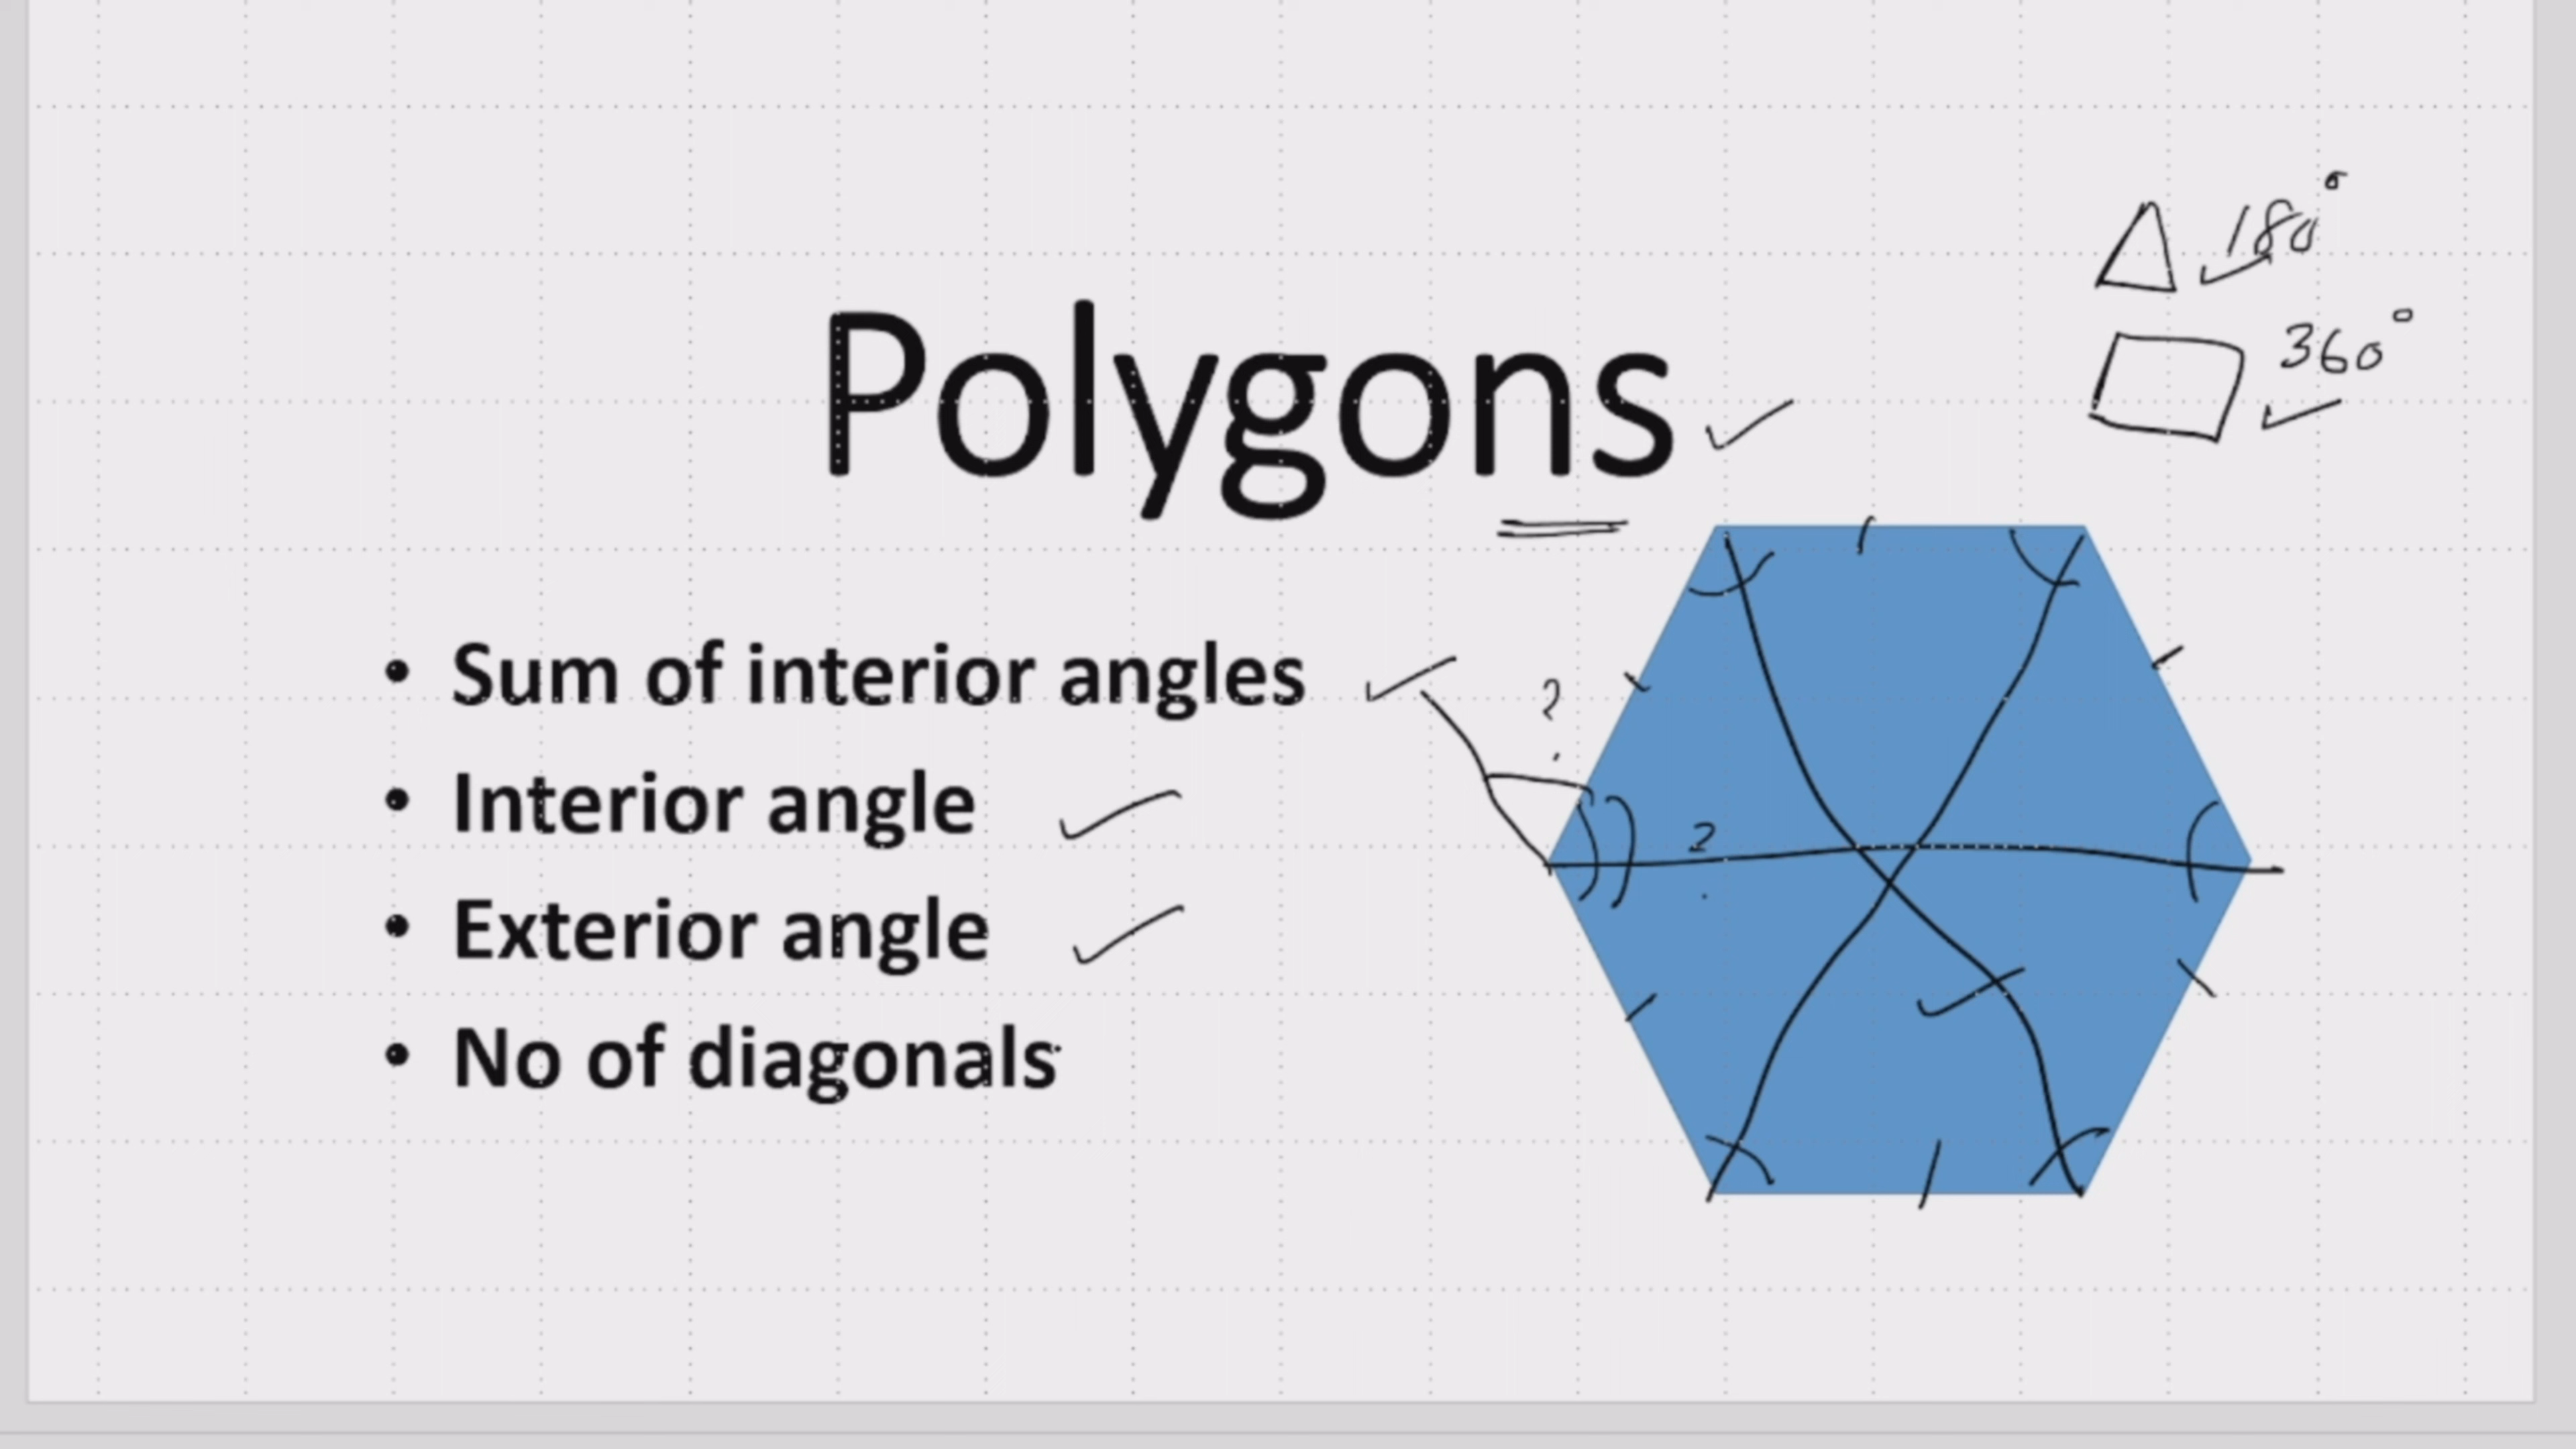 180°
360°
Polygons
• Sum of interior angles
?
• Interior angle
?
• Exterior angle
• No of diagonals